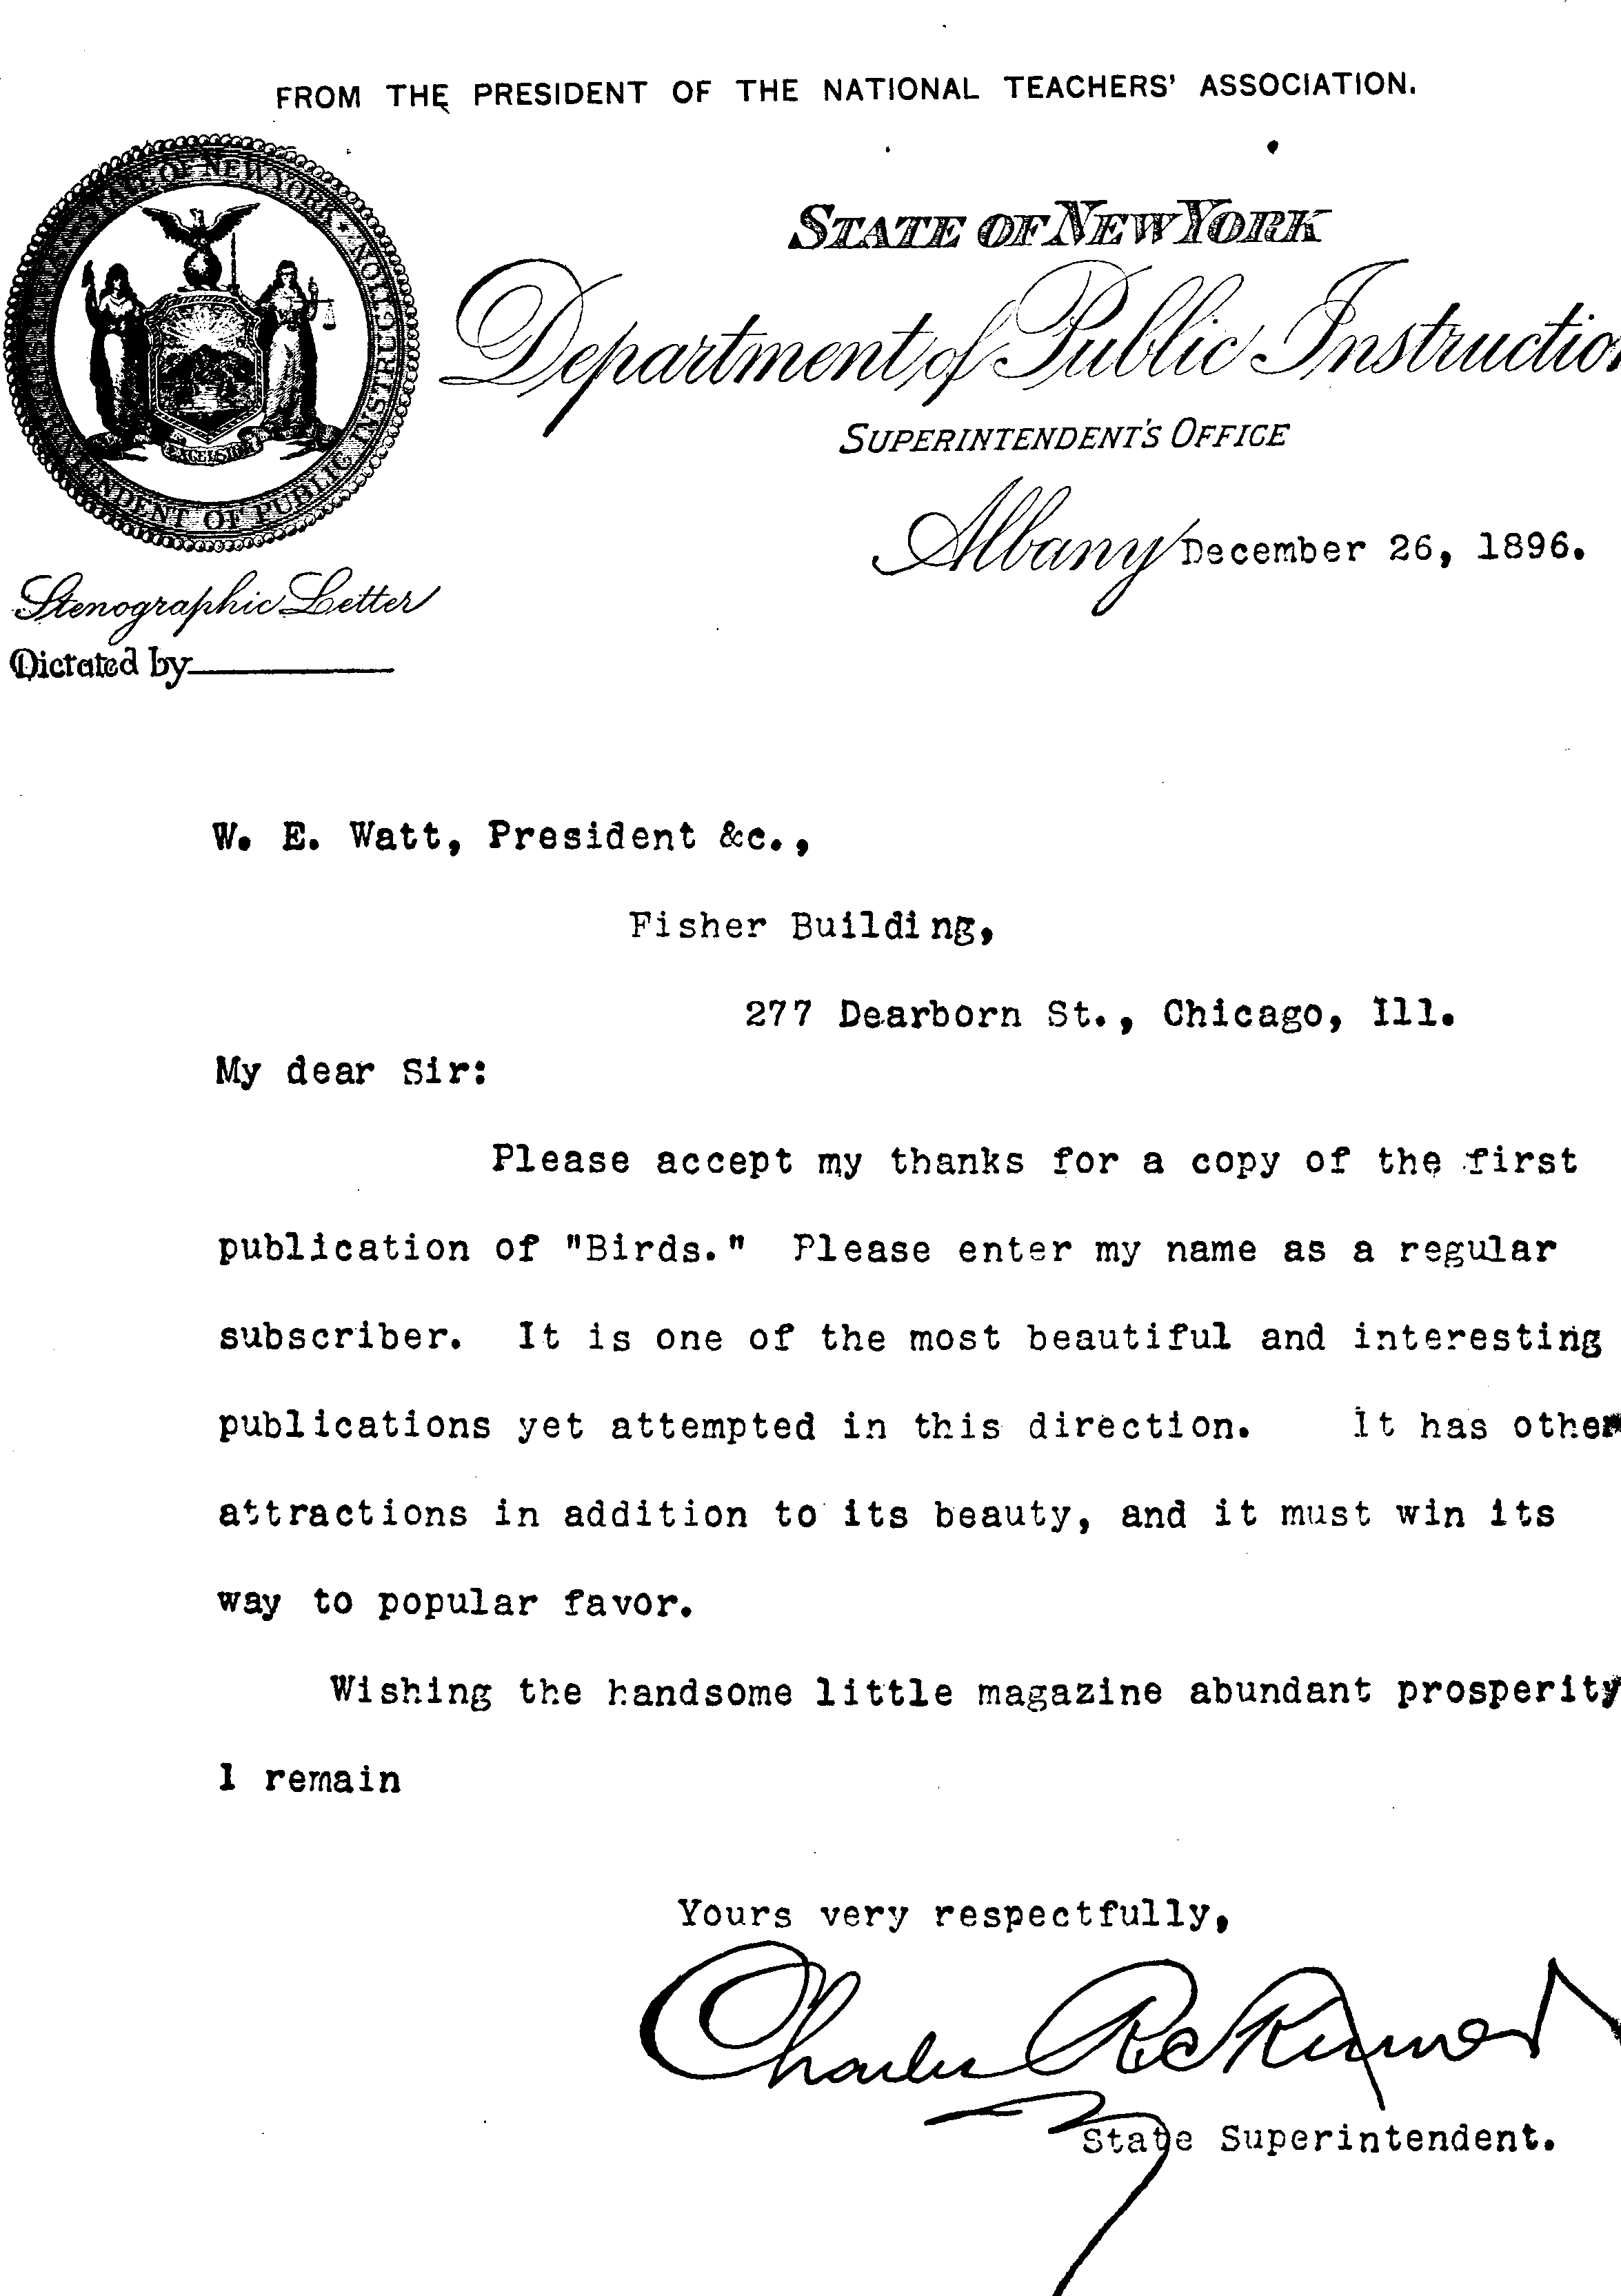 FROM THE PRESIDENT OF THE NATIONAL TEACHERS' ASSOCIATION.
STATE OF NEW YORK
SUPERINTENDENT OF PUBLIC INSTRUCTION
EXCELSIOR
STATE OF NEW YORK
Department of Public Instruction
SUPERINTENDENT'S OFFICE
Albany December 26, 1896.
Stenographic Letter
Dictated by
W. E. Watt, President &c.,
Fisher Building,
277 Dearborn St., Chicago, Ill.
My dear Sir:
Please accept my thanks for a copy of the first
publication of "Birds." Please enter my name as a regular
subscriber. It is one of the most beautiful and interesting
publications yet attempted in this direction. It has other
attractions in addition to its beauty, and it must win its
way to popular favor.
Wishing the handsome little magazine abundant prosperity
I remain
Yours very respectfully,
Charles R Skinner
State Superintendent.